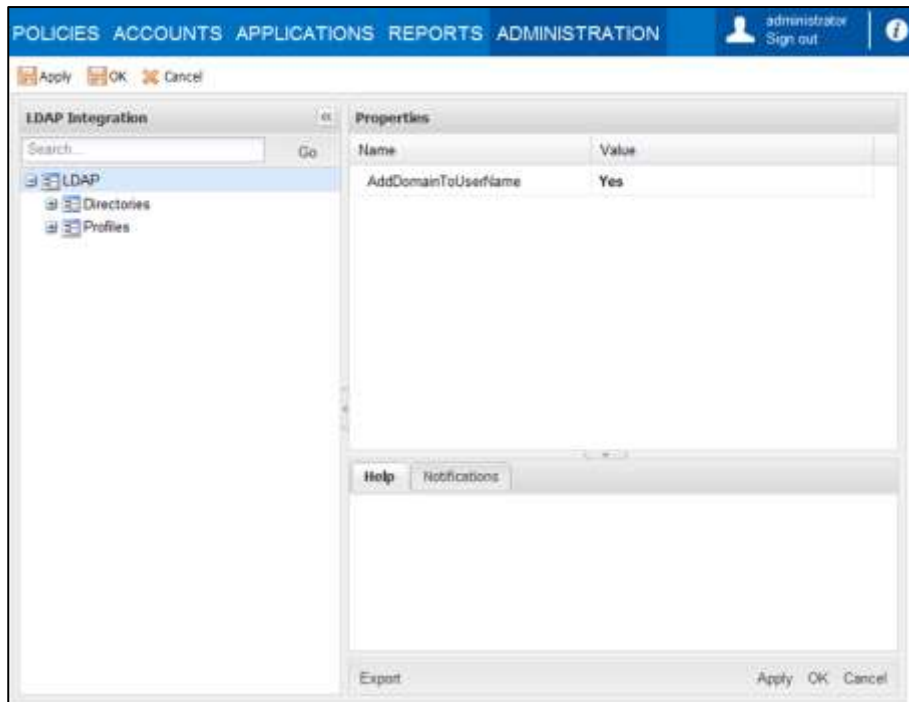 POLICIES ACCOUNTS APPLICATIONS REPORTS ADMINISTRATION
administrator
Sign out
Apply OK Cancel
LDAP Integration
Search...
Go
LDAP
Directories
Profiles
Properties
Name Value
AddDomainToUserName Yes
Help Notifications
Export Apply OK Cancel